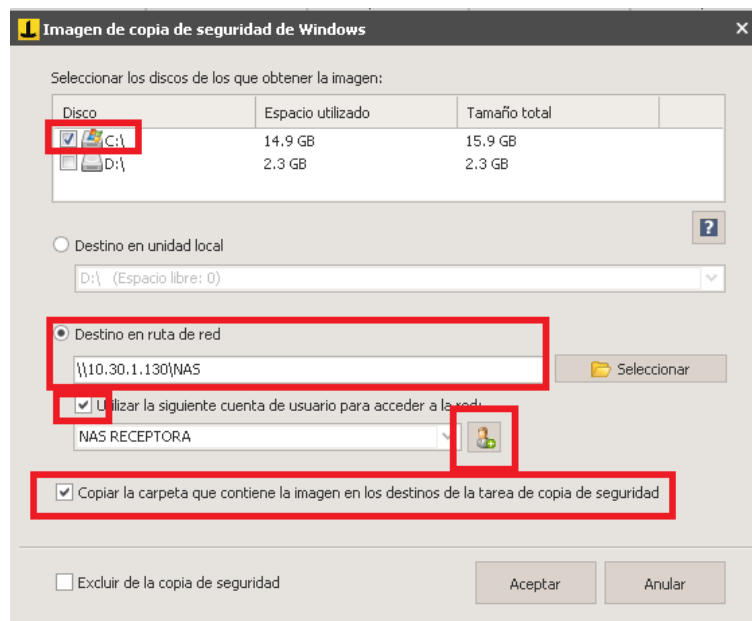 Imagen de copia de seguridad de Windows
Seleccionar los discos de los que obtener la imagen:
Disco Espacio utilizado Tamaño total
C:\ 14.9 GB 15.9 GB
D:\ 2.3 GB 2.3 GB
?
Destino en unidad local
D:\ (Espacio libre: 0)
Destino en ruta de red
\\10.30.1.130\NAS Seleccionar
Utilizar la siguiente cuenta de usuario para acceder a la red:
NAS RECEPTORA
Copiar la carpeta que contiene la imagen en los destinos de la tarea de copia de seguridad
Excluir de la copia de seguridad Aceptar Anular